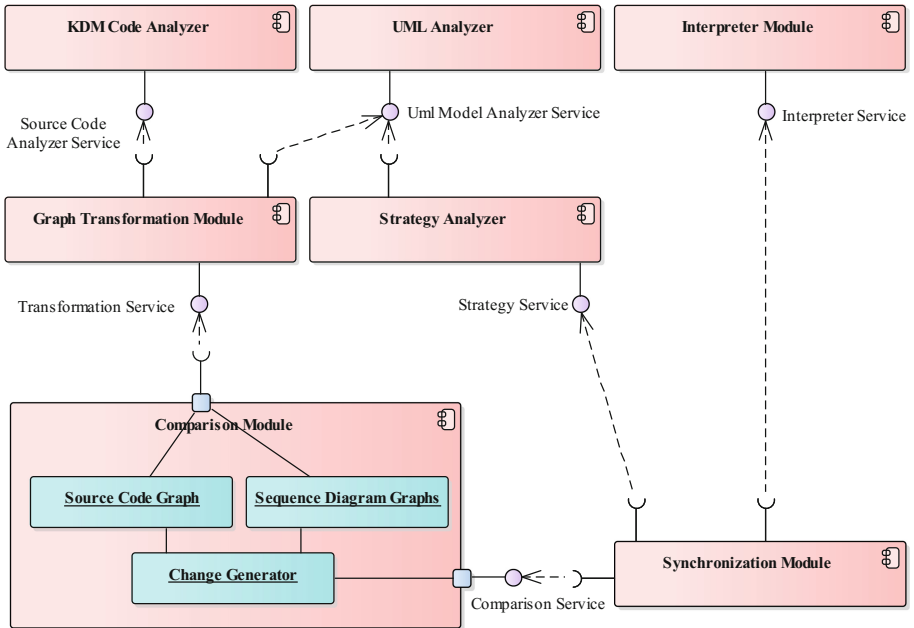 KDM Code Analyzer
UML Analyzer
Interpreter Module
Source Code
Analyzer Service
Uml Model Analyzer Service
Interpreter Service
Graph Transformation Module
Strategy Analyzer
Transformation Service
Strategy Service
Comparison Module
Source Code Graph
Sequence Diagram Graphs
Change Generator
Synchronization Module
Comparison Service